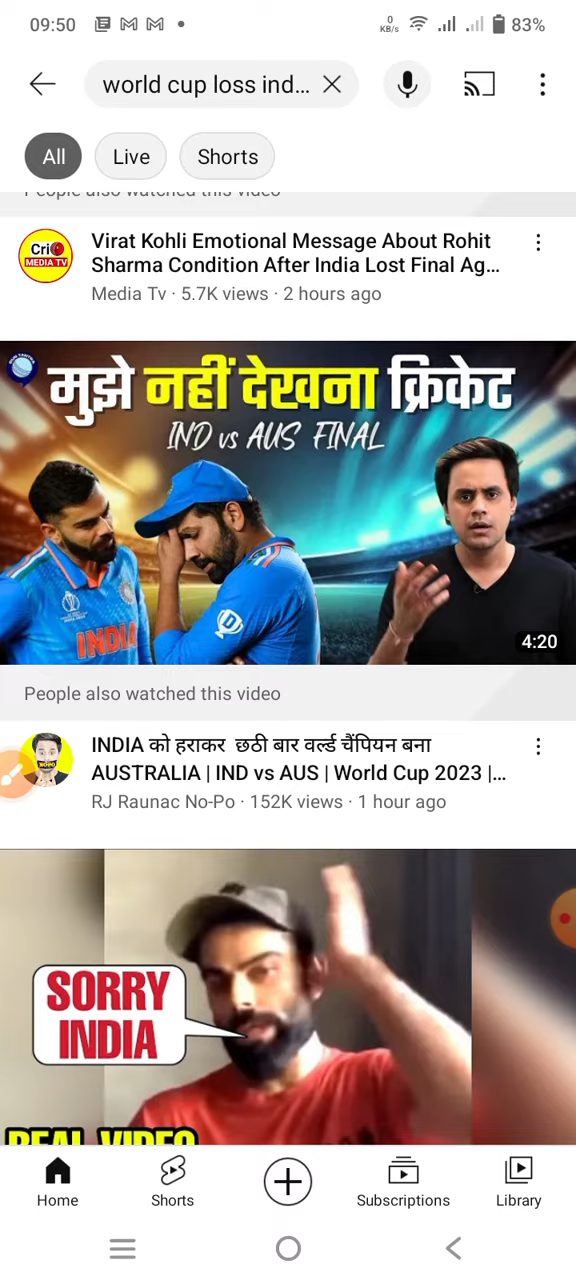 09:50
0
KB/s
83%
world cup loss ind...
All
Live
Shorts
People also watched this video
Cric
MEDIA TV
Virat Kohli Emotional Message About Rohit
Sharma Condition After India Lost Final Ag...
Media Tv · 5.7K views · 2 hours ago
मुझे नहीं देखना क्रिकेट
IND vs AUS FINAL
INDIA
4:20
People also watched this video
INDIA को हराकर छठी बार वर्ल्ड चैंपियन बना
AUSTRALIA | IND vs AUS | World Cup 2023 |...
RJ Raunac No-Po · 152K views · 1 hour ago
SORRY
INDIA
REAL VIDEO
Home
Shorts
Subscriptions
Library